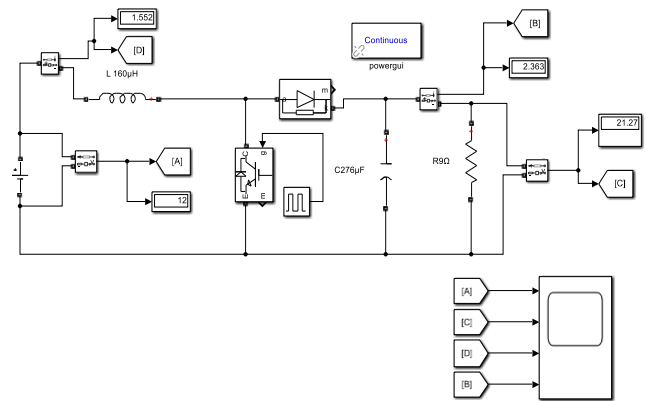 1.552
[D]
L 160µH
Continuous
powergui
[B]
2.363
m
a
k
[A]
12
C
g
E
m
C276µF
R9Ω
21.27
[C]
[A]
[C]
[D]
[B]